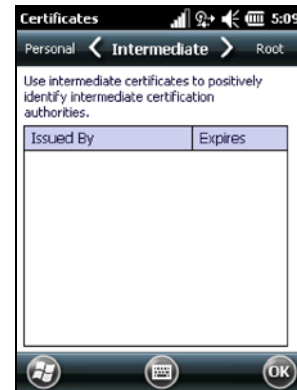 Certificates 5:09
Personal Intermediate Root
Use intermediate certificates to positively
identify intermediate certification
authorities.
Issued By Expires
OK